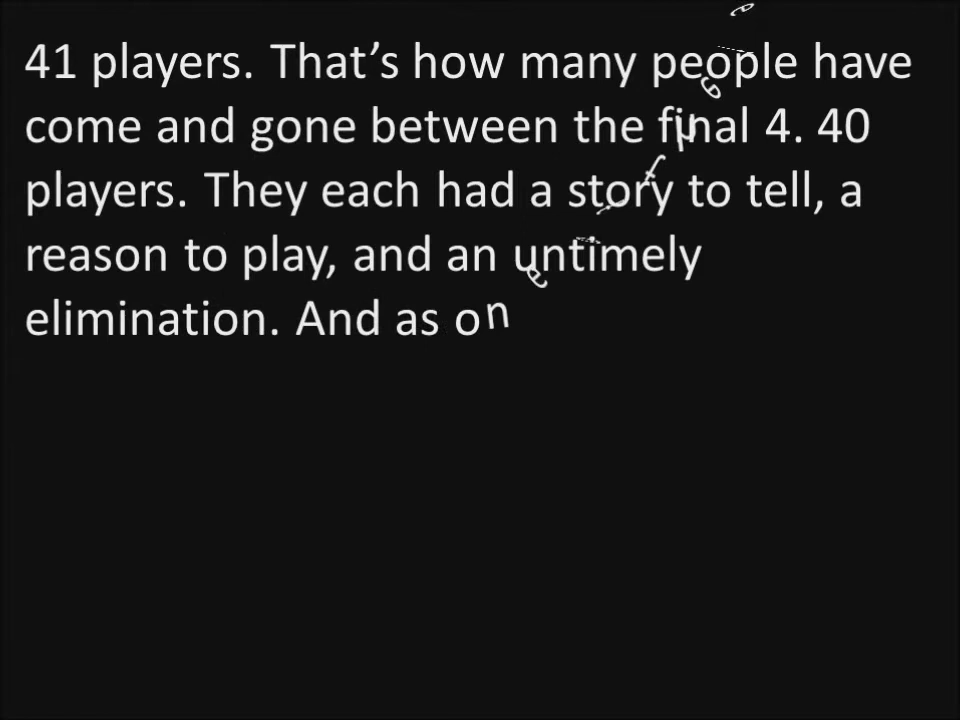 41 players. That’s how many people have
come and gone between the final 4. 40
players. They each had a story to tell, a
reason to play, and an untimely
elimination. And as on